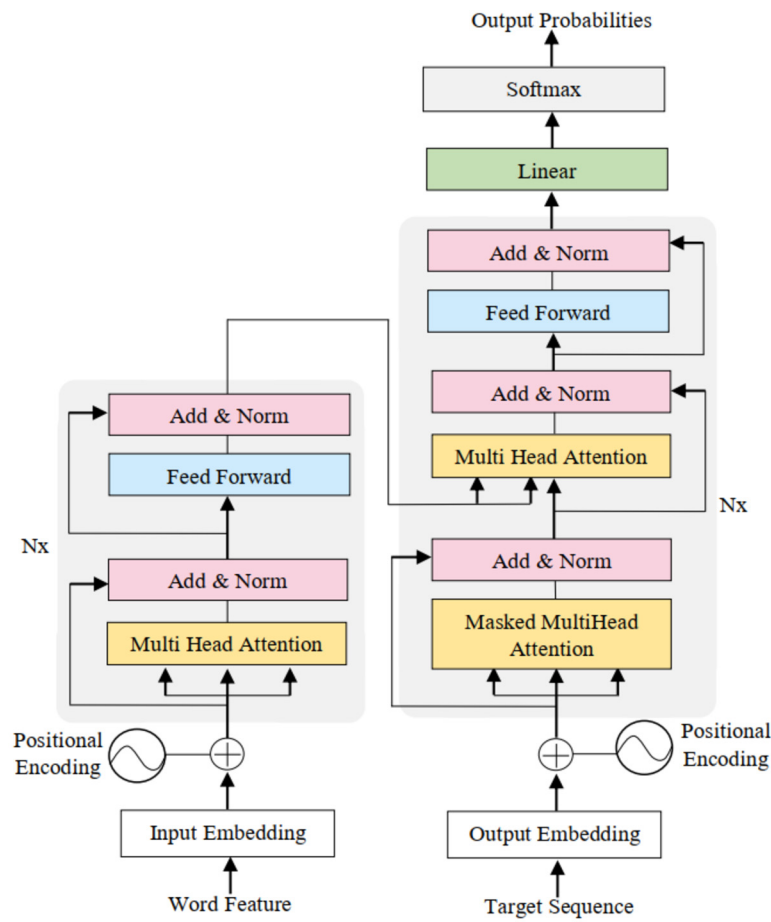 Output Probabilities
Softmax
Linear
Add & Norm
Feed Forward
Add & Norm
Multi Head Attention
Nx
Add & Norm
Masked MultiHead
Attention
Positional
Encoding
Output Embedding
Target Sequence
Add & Norm
Feed Forward
Nx
Add & Norm
Multi Head Attention
Positional
Encoding
Input Embedding
Word Feature